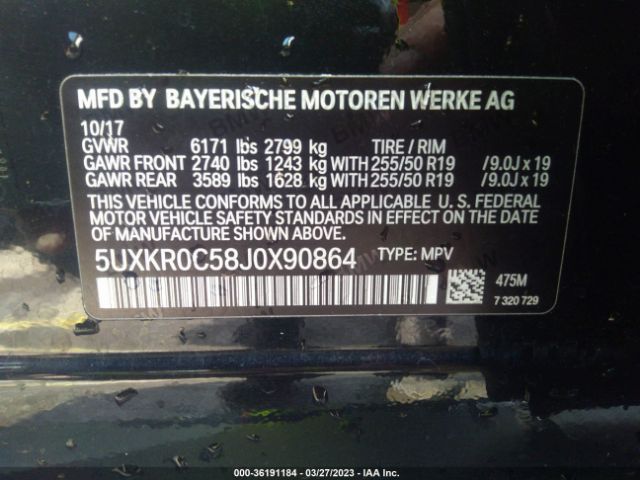 MFD BY BAYERISCHE MOTOREN WERKE AG
10/17
GVWR 6171 lbs 2799 kg TIRE / RIM
GAWR FRONT 2740 lbs 1243 kg WITH 255/50 R19 /9.0J x 19
GAWR REAR 3589 lbs 1628 kg WITH 255/50 R19 /9.0J x 19
THIS VEHICLE CONFORMS TO ALL APPLICABLE U. S. FEDERAL
MOTOR VEHICLE SAFETY STANDARDS IN EFFECT ON THE DATE
OF MANUFACTURE SHOWN ABOVE.
5UXKR0C58J0X90864 TYPE: MPV
475M
7 320 729
000-36191184 — 03/27/2023 — IAA Inc.